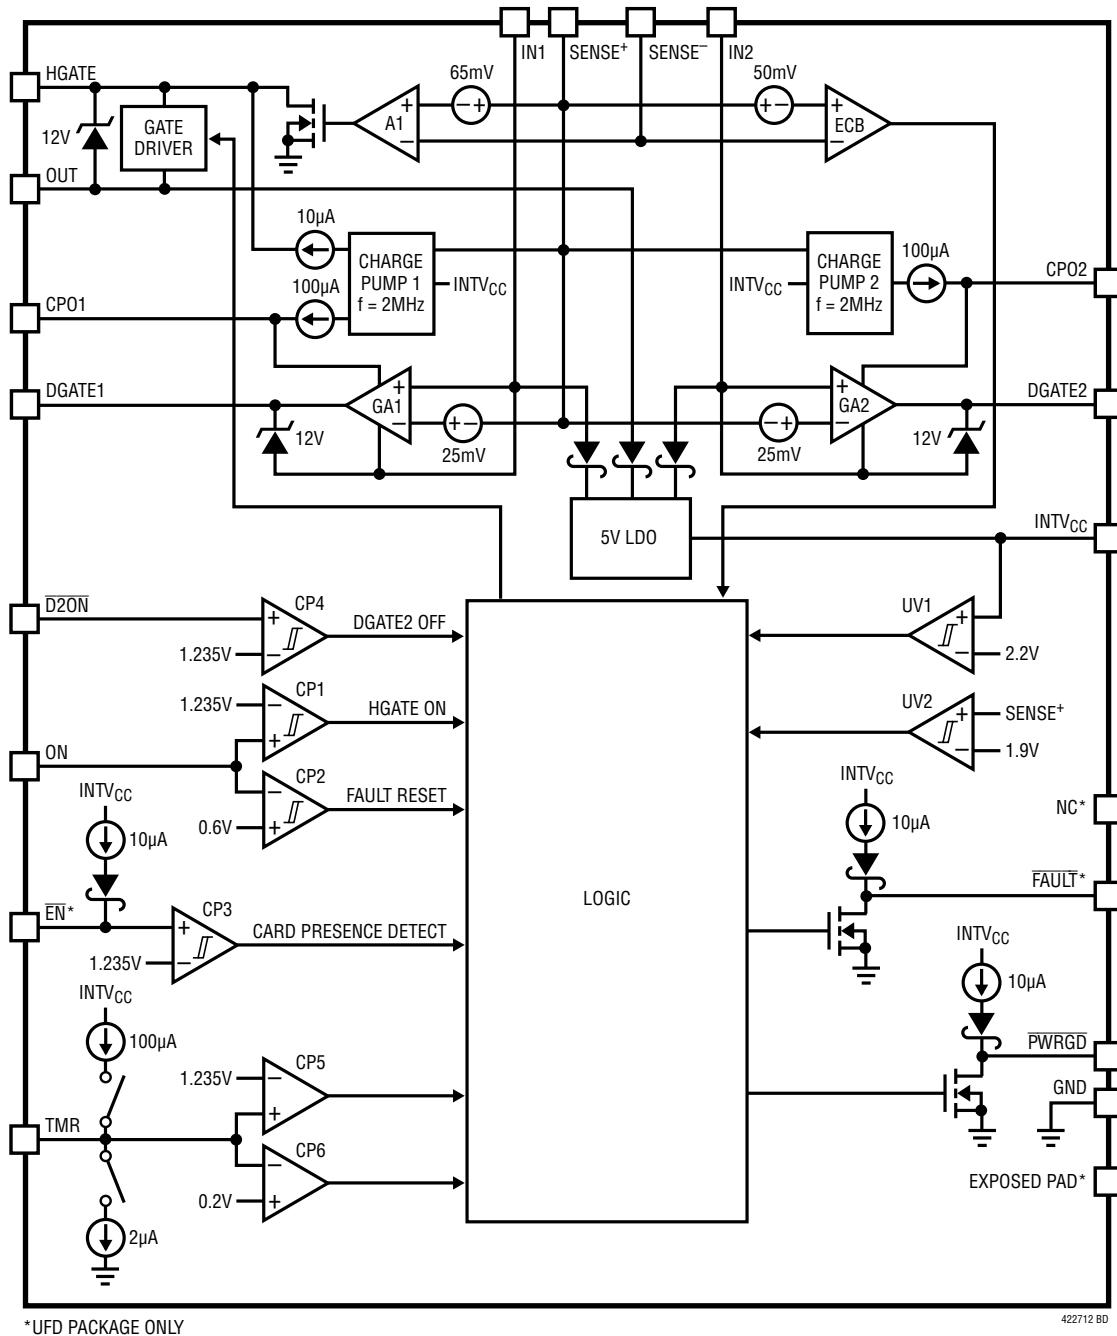 IN1
SENSE+
SENSE–
IN2
HGATE
65mV
50mV
– +
+ –
+
–
A1
+
–
ECB
12V
GATE
DRIVER
OUT
10µA
CHARGE
PUMP 1
f = 2MHz
INTVCC
100µA
INTVCC
CHARGE
PUMP 2
f = 2MHz
100µA
CPO2
CPO1
DGATE1
+
–
GA1
+ –
25mV
12V
– +
25mV
+
–
GA2
12V
DGATE2
5V LDO
INTVCC
D2ON
CP4
+
–
1.235V
DGATE2 OFF
UV1
+
–
2.2V
1.235V
CP1
–
+
HGATE ON
UV2
+
–
SENSE+
1.9V
ON
CP2
–
+
0.6V
FAULT RESET
INTVCC
10µA
INTVCC
10µA
NC*
FAULT*
LOGIC
EN*
CP3
+
–
1.235V
CARD PRESENCE DETECT
INTVCC
10µA
PWRGD
INTVCC
100µA
1.235V
CP5
–
+
GND
TMR
CP6
–
+
0.2V
2µA
EXPOSED PAD*
*UFD PACKAGE ONLY
422712 BD